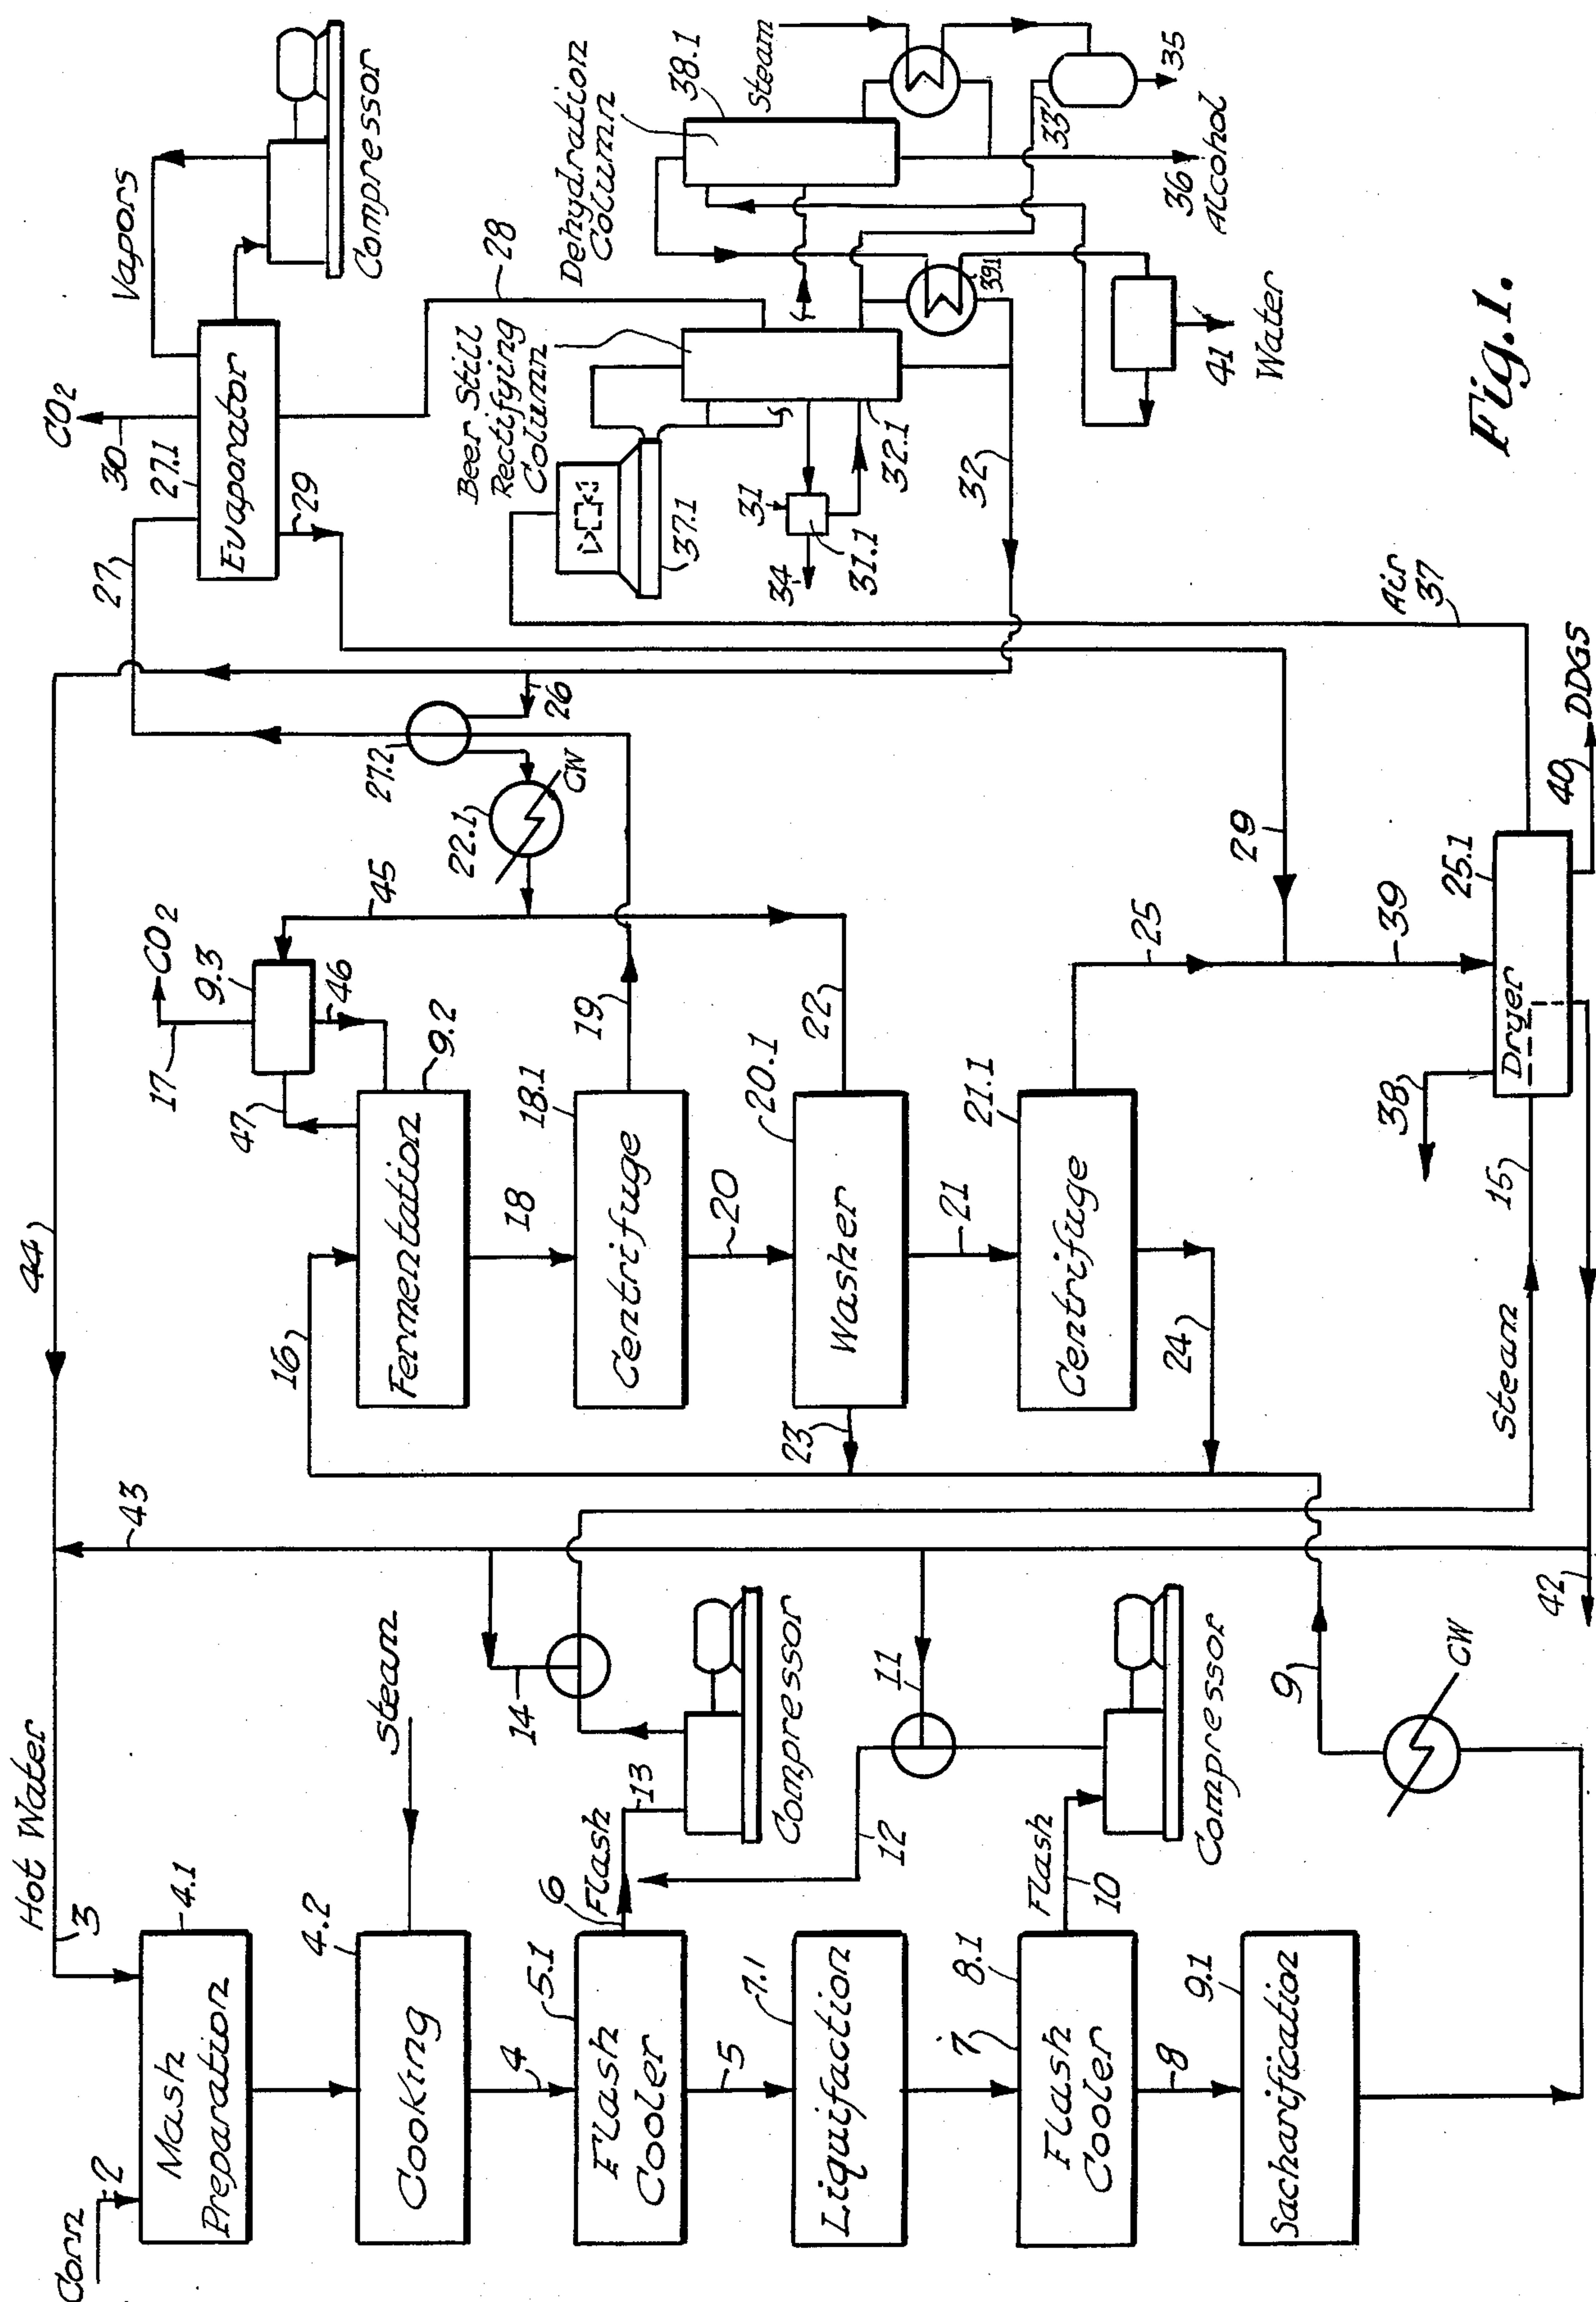 Corn
2
Hot Water
3
44
43
Mash
Preparation
4.1
Cooking
4.2
Steam
4
Flash
Cooler
5.1
6
Flash
13
14
Compressor
5
Liquifaction
7.1
12
11
7
Flash
Cooler
8.1
Flash
10
Compressor
8
Sacharification
9.1
9
CW
42
16
Fermentation
9.2
47
46
17
CO2
9.3
45
18
Centrifuge
18.1
19
20
Washer
20.1
22
23
21
Centrifuge
21.1
24
25
29
39
Steam
15
38
Dryer
25.1
40
DDGS
Air
37
22.1
CW
27.2
26
27
Evaporator
27.1
30
CO2
29
Vapors
Compressor
28
Beer Still
Rectifying
Column
37.1
31
31.1
34
32.1
32
Dehydration
Column
38.1
Steam
33
35
36
Alcohol
39.1
41
Water
Fig.1.